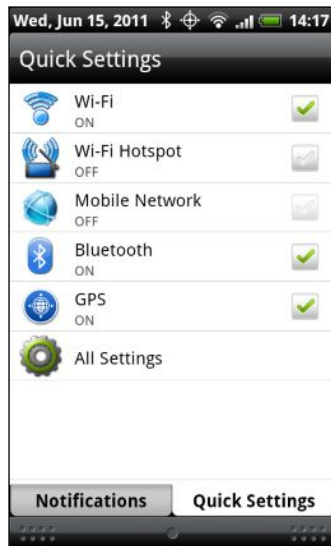 Wed, Jun 15, 2011 14:17
Quick Settings
Wi-Fi
ON
Wi-Fi Hotspot
OFF
Mobile Network
OFF
Bluetooth
ON
GPS
ON
All Settings
Notifications Quick Settings